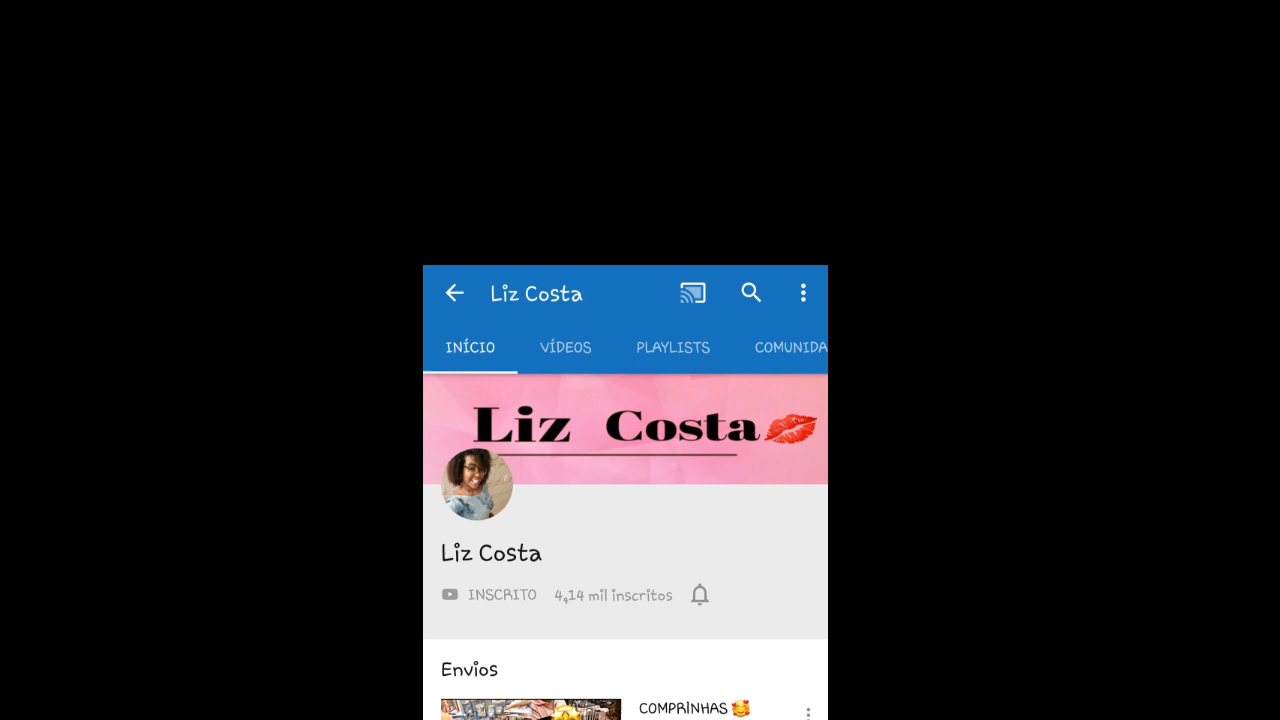 Liz Costa
INÍCIO VÍDEOS PLAYLISTS COMUNIDA
Liz Costa
Liz Costa
INSCRITO 4,14 mil inscritos
Envios
COMPRINHAS 🥰